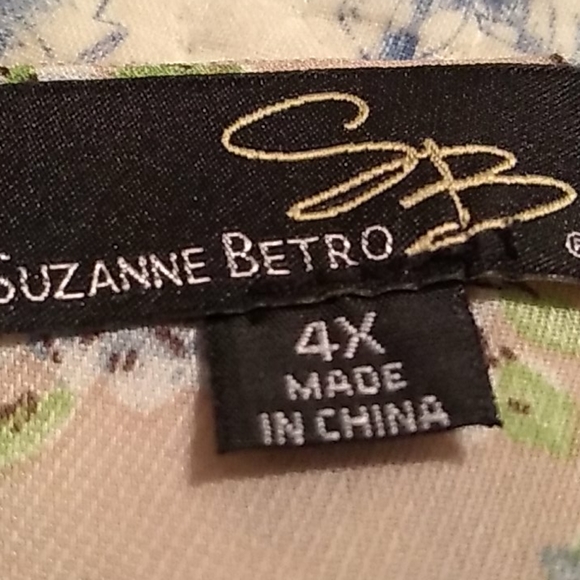 SB
SUZANNE BETRO ®
4X
MADE
IN CHINA